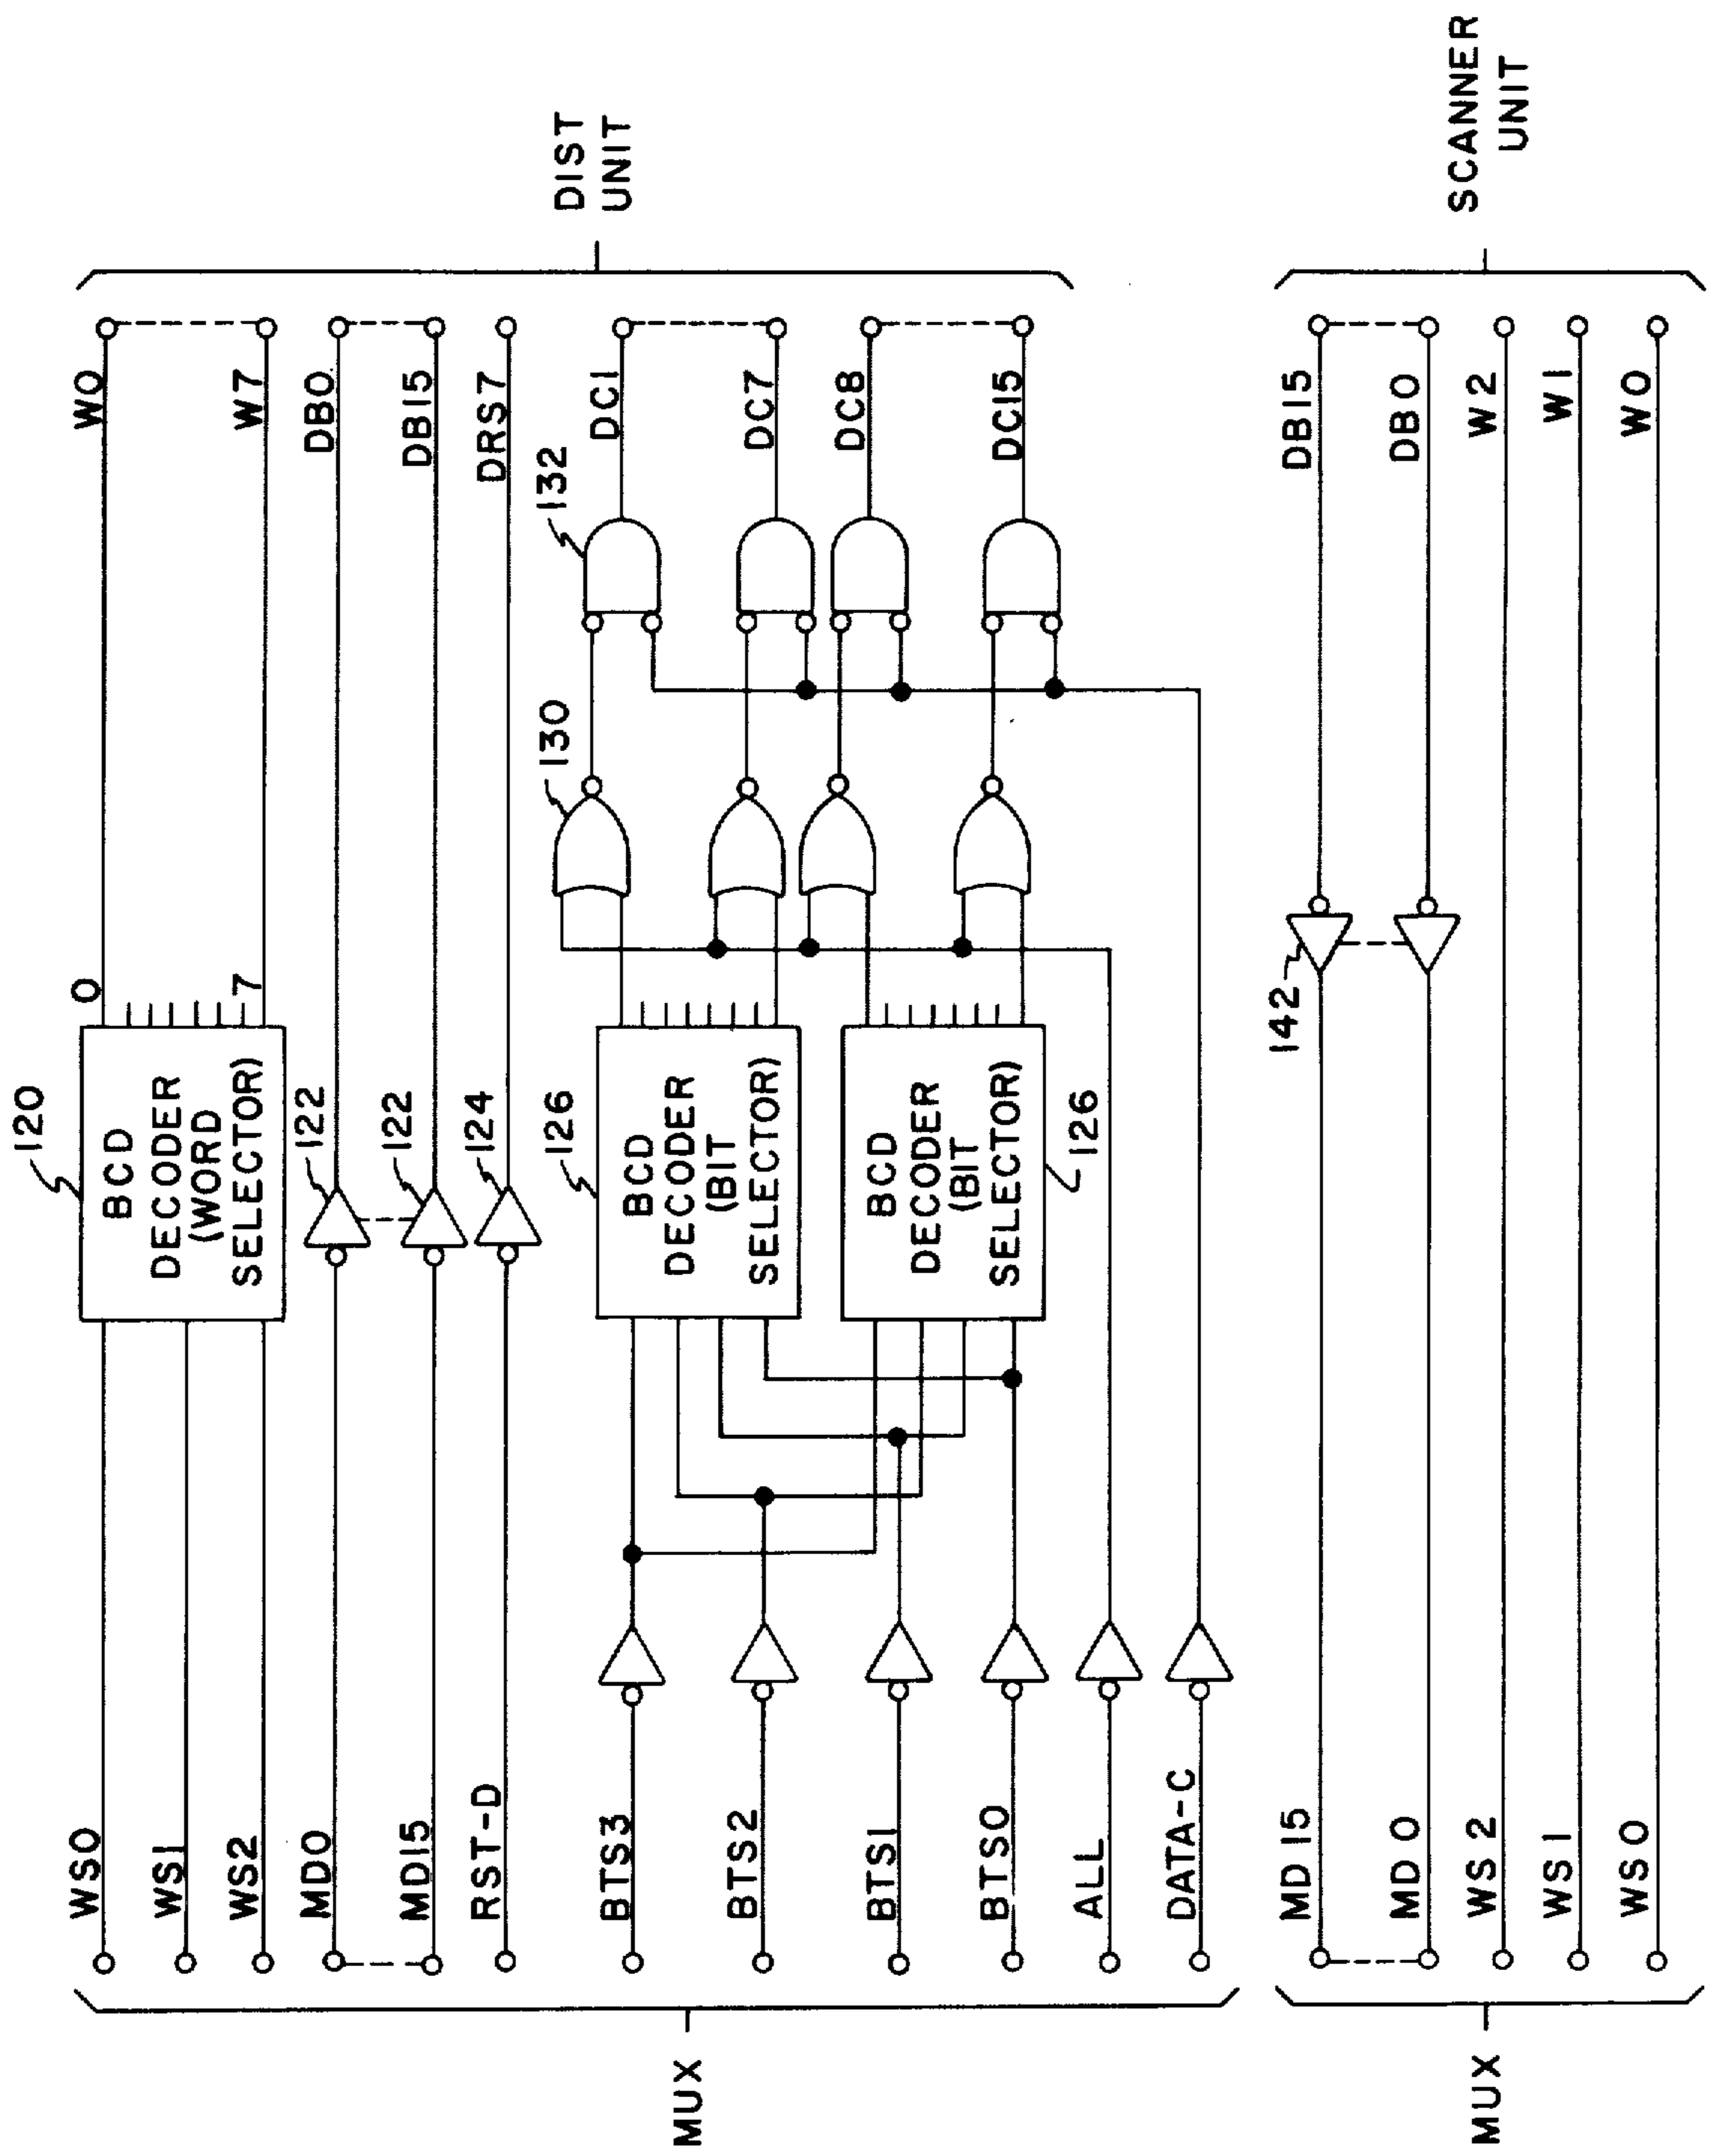 WS0
WS1
WS2
MD0
MD15
RST-D
BTS3
BTS2
BTS1
BTS0
ALL
DATA-C
MUX
120
BCD
DECODER
(WORD
SELECTOR)
0
7
122
122
124
126
BCD
DECODER
(BIT
SELECTOR)
BCD
DECODER
(BIT
SELECTOR)
126
130
132
W0
W7
DB0
DB15
DRS7
DC1
DC7
DC8
DC15
DIST
UNIT
MD15
MD0
WS2
WS1
WS0
MUX
142
DB15
DB0
W2
W1
W0
SCANNER
UNIT